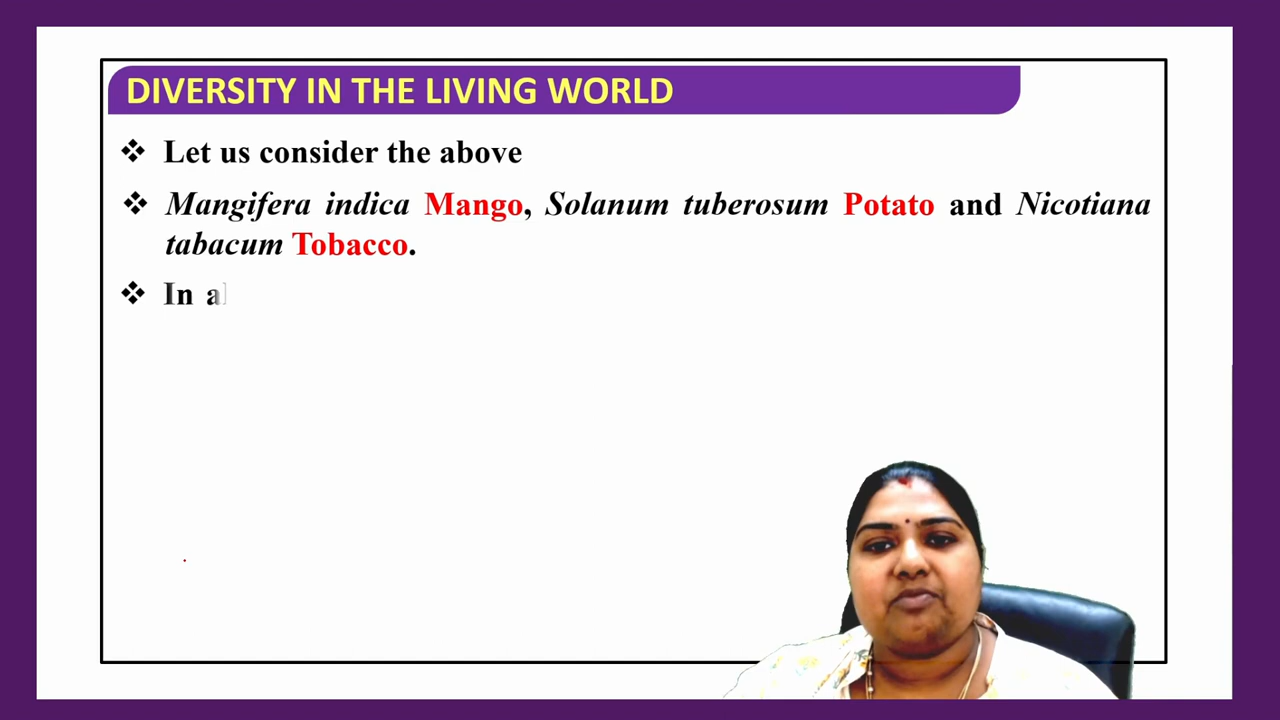 DIVERSITY IN THE LIVING WORLD
❖ Let us consider the above
❖ Mangifera indica Mango, Solanum tuberosum Potato and Nicotiana
tabacum Tobacco.
❖ In